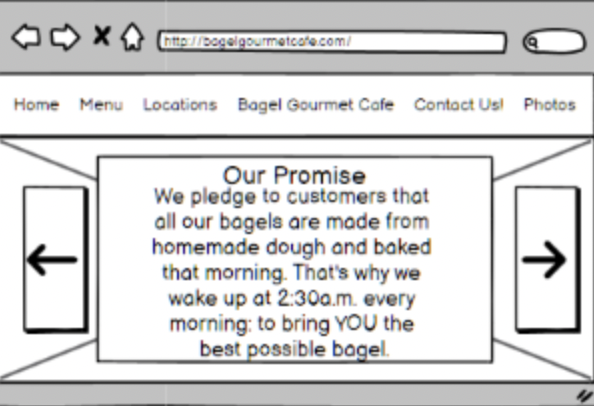 http://bagelgourmetcafe.com/
Home Menu Locations Bagel Gourmet Cafe Contact Us! Photos
Our Promise
We pledge to customers that
all our bagels are made from
homemade dough and baked
that morning. That's why we
wake up at 2:30a.m. every
morning: to bring YOU the
best possible bagel.